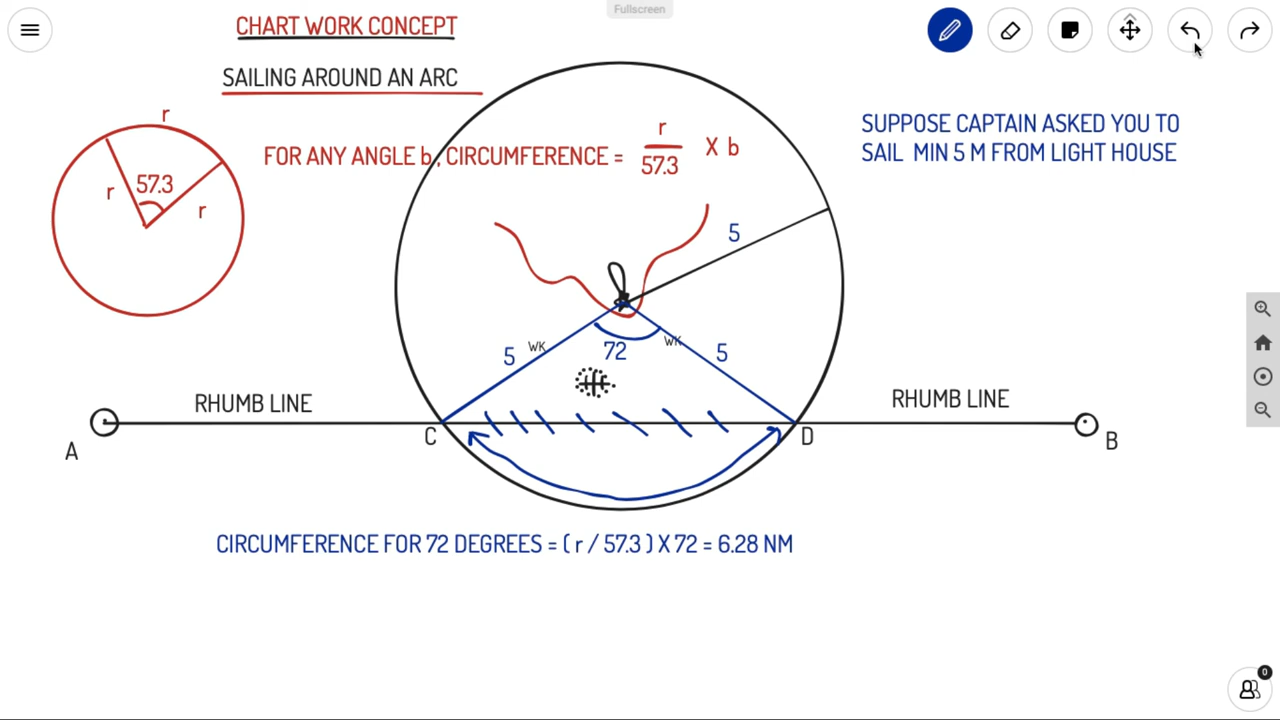 Fullscreen
CHART WORK CONCEPT
SAILING AROUND AN ARC
SUPPOSE CAPTAIN ASKED YOU TO
SAIL MIN 5 M FROM LIGHT HOUSE
r
57.3
r
r
FOR ANY ANGLE b, CIRCUMFERENCE = r / 57.3 X b
5
5
WK
72
WK
5
RHUMB LINE
RHUMB LINE
A
C
D
B
CIRCUMFERENCE FOR 72 DEGREES = ( r / 57.3 ) X 72 = 6.28 NM
0